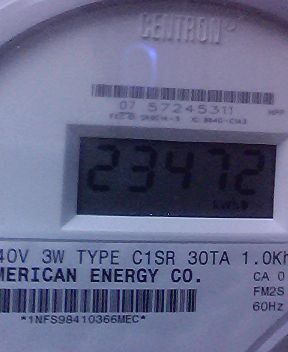 CENTRON®
07 57245311
23472
kWh
40V 3W TYPE C1SR 30TA 1.0Kh
MERICAN ENERGY CO.
CA 0
FM2S
60Hz
*1NFS98410366MEC*